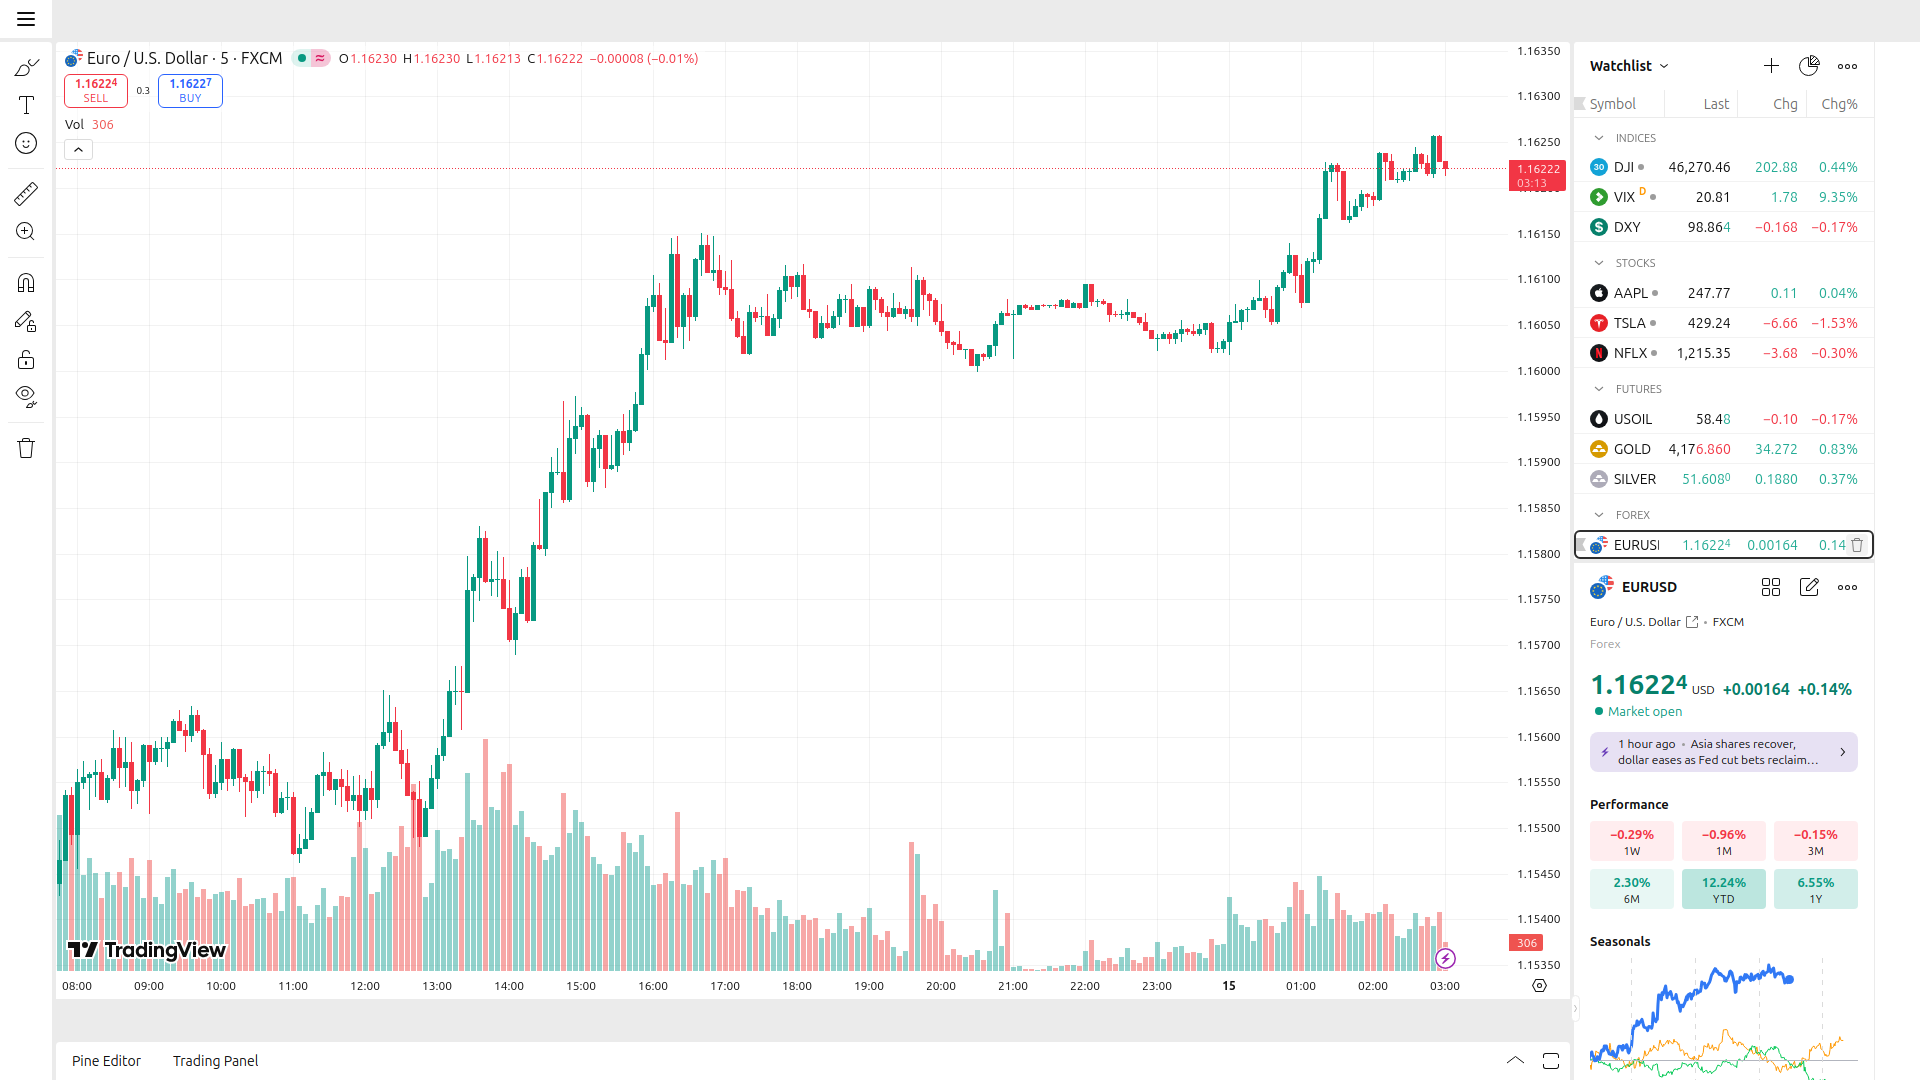 Euro / U.S. Dollar · 5 · FXCM
O1.16230 H1.16230 L1.16213 C1.16222 −0.00008 (−0.01%)
1.16224
SELL
0.3
1.16227
BUY
Vol 306
1.16350
1.16300
1.16250
1.16222
03:13
1.16150
1.16100
1.16050
1.16000
1.15950
1.15900
1.15850
1.15800
1.15750
1.15700
1.15650
1.15600
1.15550
1.15500
1.15450
1.15400
306
1.15350
TradingView
08:00 09:00 10:00 11:00 12:00 13:00 14:00 15:00 16:00 17:00 18:00 19:00 20:00 21:00 22:00 23:00 15 01:00 02:00 03:00
Pine Editor Trading Panel
Watchlist
Symbol Last Chg Chg%
INDICES
30 DJI 46,270.46 202.88 0.44%
VIX D 20.81 1.78 9.35%
DXY 98.864 −0.168 −0.17%
STOCKS
AAPL 247.77 0.11 0.04%
TSLA 429.24 −6.66 −1.53%
NFLX 1,215.35 −3.68 −0.30%
FUTURES
USOIL 58.48 −0.10 −0.17%
GOLD 4,176.860 34.272 0.83%
SILVER 51.6080 0.1880 0.37%
FOREX
EURUSD 1.16224 0.00164 0.14
EURUSD
Euro / U.S. Dollar • FXCM
Forex
1.16224 USD +0.00164 +0.14%
Market open
1 hour ago • Asia shares recover,
dollar eases as Fed cut bets reclaim…
Performance
−0.29% −0.96% −0.15%
1W 1M 3M
2.30% 12.24% 6.55%
6M YTD 1Y
Seasonals